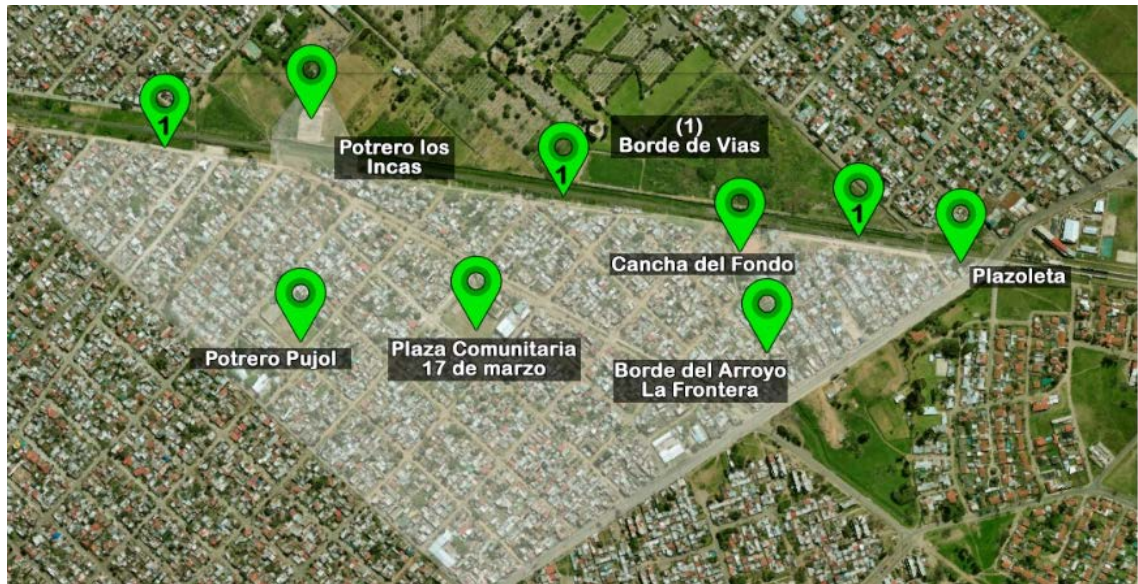 1
Potrero los
Incas
1
(1)
Borde de Vias
1
Cancha del Fondo
Plazoleta
Potrero Pujol
Plaza Comunitaria
17 de marzo
Borde del Arroyo
La Frontera